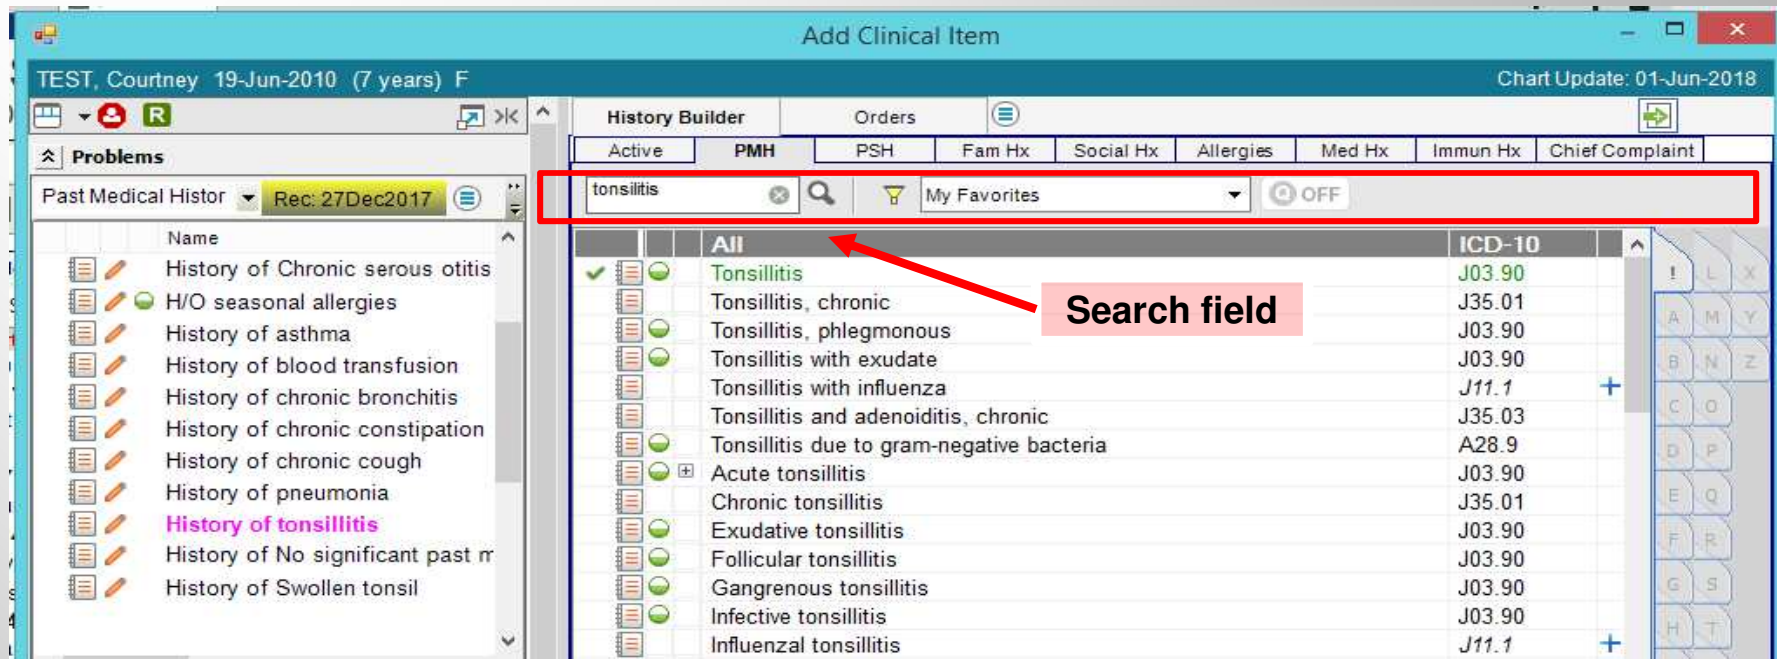 Add Clinical Item
TEST, Courtney 19-Jun-2010 (7 years) F
Chart Update: 01-Jun-2018
R
Problems
Past Medical Histor
Rec: 27Dec2017
Name
History of Chronic serous otitis
H/O seasonal allergies
History of asthma
History of blood transfusion
History of chronic bronchitis
History of chronic constipation
History of chronic cough
History of pneumonia
History of tonsillitis
History of No significant past m
History of Swollen tonsil
History Builder Orders
Active PMH PSH Fam Hx Social Hx Allergies Med Hx Immun Hx Chief Complaint
tonsilitis My Favorites OFF
All ICD-10
Tonsillitis J03.90
Tonsillitis, chronic J35.01
Tonsillitis, phlegmonous J03.90
Tonsillitis with exudate J03.90
Tonsillitis with influenza J11.1
Tonsillitis and adenoiditis, chronic J35.03
Tonsillitis due to gram-negative bacteria A28.9
Acute tonsillitis J03.90
Chronic tonsillitis J35.01
Exudative tonsillitis J03.90
Follicular tonsillitis J03.90
Gangrenous tonsillitis J03.90
Infective tonsillitis J03.90
Influenzal tonsillitis J11.1
Search field
! L X
A M Y
B N Z
C O
D P
E Q
F R
G S
H T